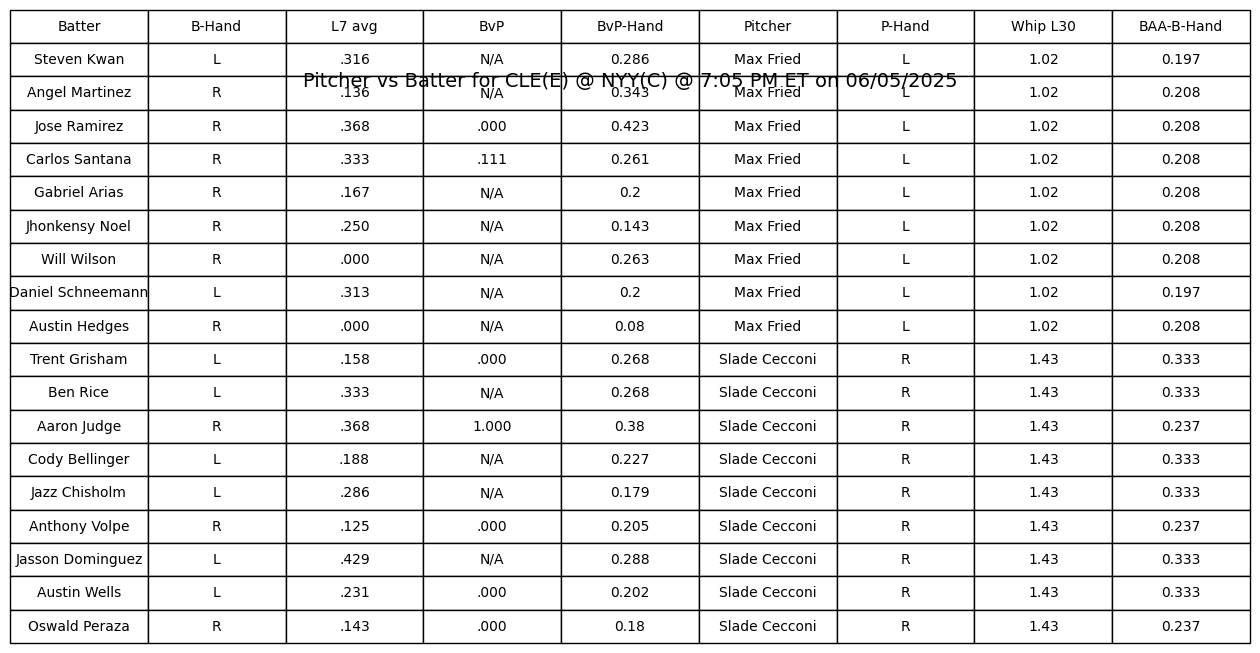 Batter B-Hand L7 avg BvP BvP-Hand Pitcher P-Hand Whip L30 BAA-B-Hand
Steven Kwan L .316 N/A 0.286 Max Fried L 1.02 0.197
Pitcher vs Batter for CLE(E) @ NYY(C) @ 7:05 PM ET on 06/05/2025
Angel Martinez R .136 N/A 0.343 Max Fried L 1.02 0.208
Jose Ramirez R .368 .000 0.423 Max Fried L 1.02 0.208
Carlos Santana R .333 .111 0.261 Max Fried L 1.02 0.208
Gabriel Arias R .167 N/A 0.2 Max Fried L 1.02 0.208
Jhonkensy Noel R .250 N/A 0.143 Max Fried L 1.02 0.208
Will Wilson R .000 N/A 0.263 Max Fried L 1.02 0.208
Daniel Schneemann L .313 N/A 0.2 Max Fried L 1.02 0.197
Austin Hedges R .000 N/A 0.08 Max Fried L 1.02 0.208
Trent Grisham L .158 .000 0.268 Slade Cecconi R 1.43 0.333
Ben Rice L .333 N/A 0.268 Slade Cecconi R 1.43 0.333
Aaron Judge R .368 1.000 0.38 Slade Cecconi R 1.43 0.237
Cody Bellinger L .188 N/A 0.227 Slade Cecconi R 1.43 0.333
Jazz Chisholm L .286 N/A 0.179 Slade Cecconi R 1.43 0.333
Anthony Volpe R .125 .000 0.205 Slade Cecconi R 1.43 0.237
Jasson Dominguez L .429 N/A 0.288 Slade Cecconi R 1.43 0.333
Austin Wells L .231 .000 0.202 Slade Cecconi R 1.43 0.333
Oswald Peraza R .143 .000 0.18 Slade Cecconi R 1.43 0.237